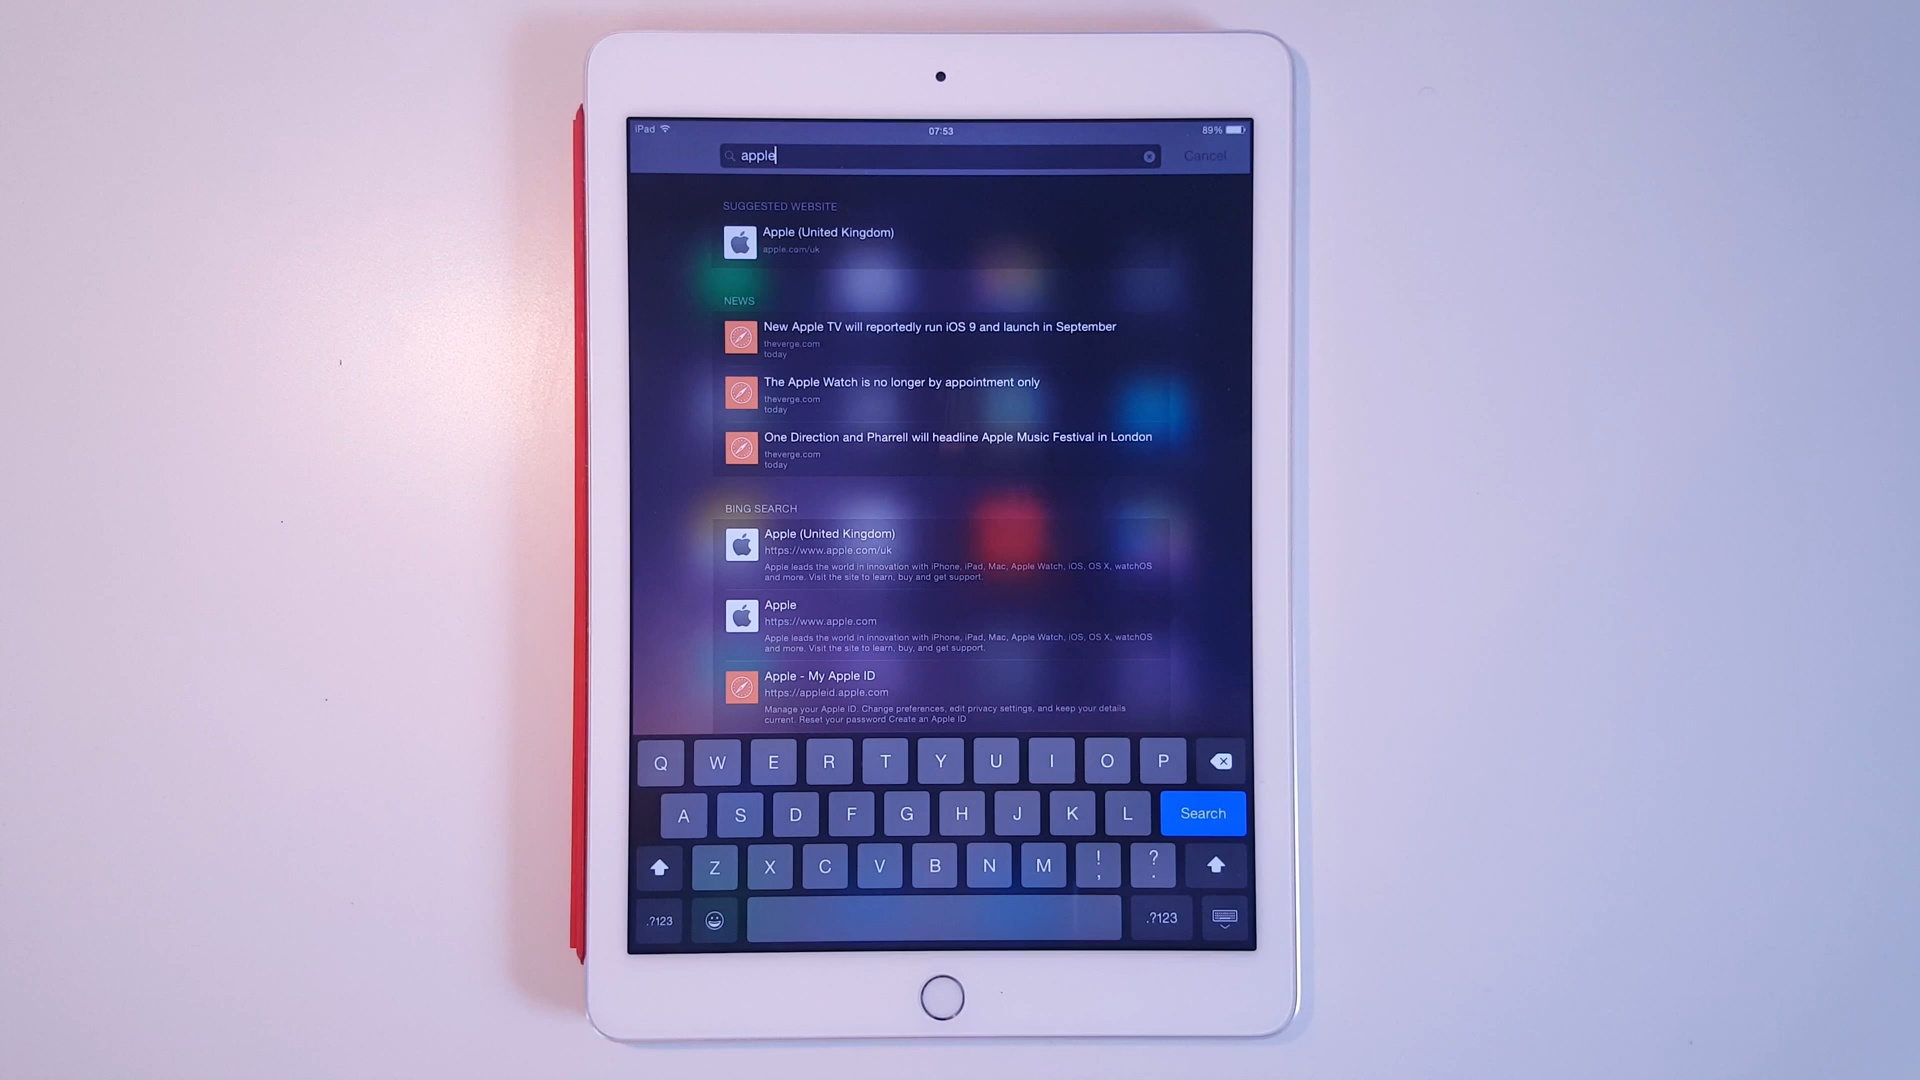 iPad
07:53
89%
apple
Cancel
SUGGESTED WEBSITE
Apple (United Kingdom)
apple.com/uk
NEWS
New Apple TV will reportedly run iOS 9 and launch in September
theverge.com
today
The Apple Watch is no longer by appointment only
theverge.com
today
One Direction and Pharrell will headline Apple Music Festival in London
theverge.com
today
BING SEARCH
Apple (United Kingdom)
https://www.apple.com/uk
Apple leads the world in innovation with iPhone, iPad, Mac, Apple Watch, iOS, OS X, watchOS
and more. Visit the site to learn, buy and get support.
Apple
https://www.apple.com
Apple leads the world in innovation with iPhone, iPad, Mac, Apple Watch, iOS, OS X, watchOS
and more. Visit the site to learn, buy, and get support.
Apple - My Apple ID
https://appleid.apple.com
Manage your Apple ID. Change preferences, edit privacy settings, and keep your details
current. Reset your password Create an Apple ID
Q W E R T Y U I O P
A S D F G H J K L Search
Z X C V B N M ! , ? .
.?123 .?123